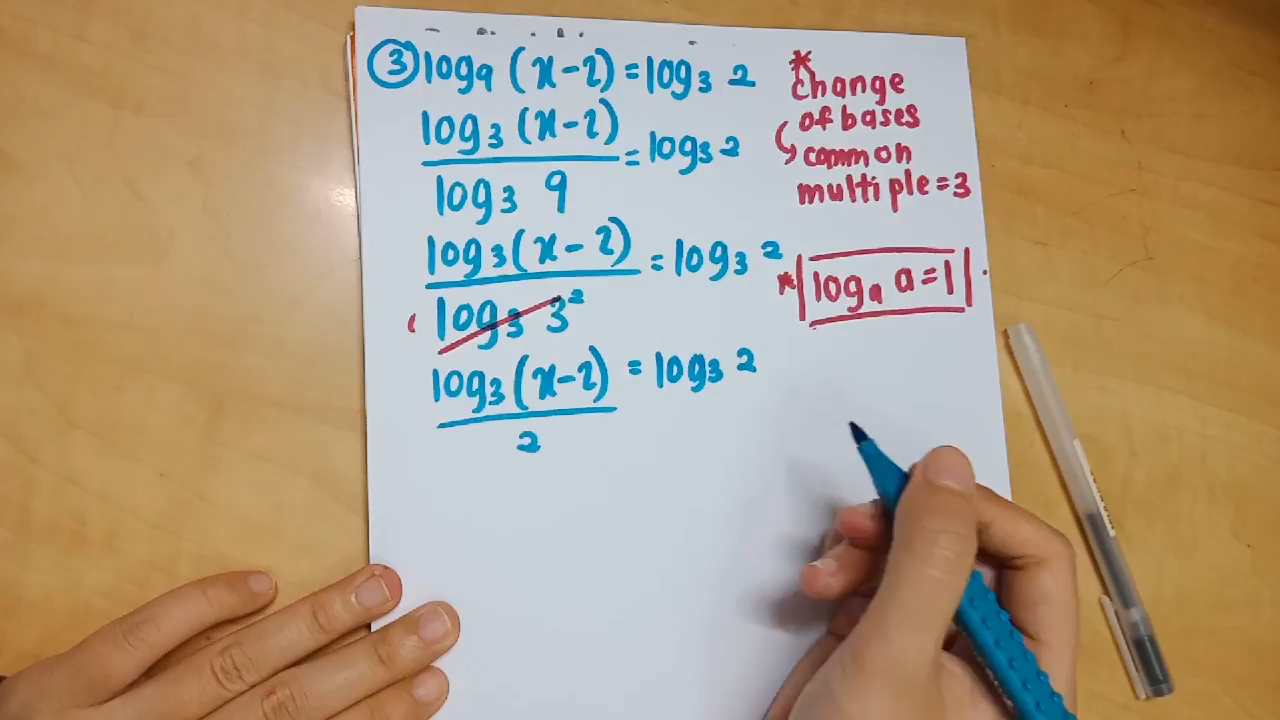 ③ log₉ (x-2) = log₃ 2
log₃ (x-2) / log₃ 9 = log₃ 2
log₃ (x-2) / log₃ 3² = log₃ 2
log₃ (x-2) / 2 = log₃ 2
*
change
of bases
common
multiple = 3
* logₐ a = 1